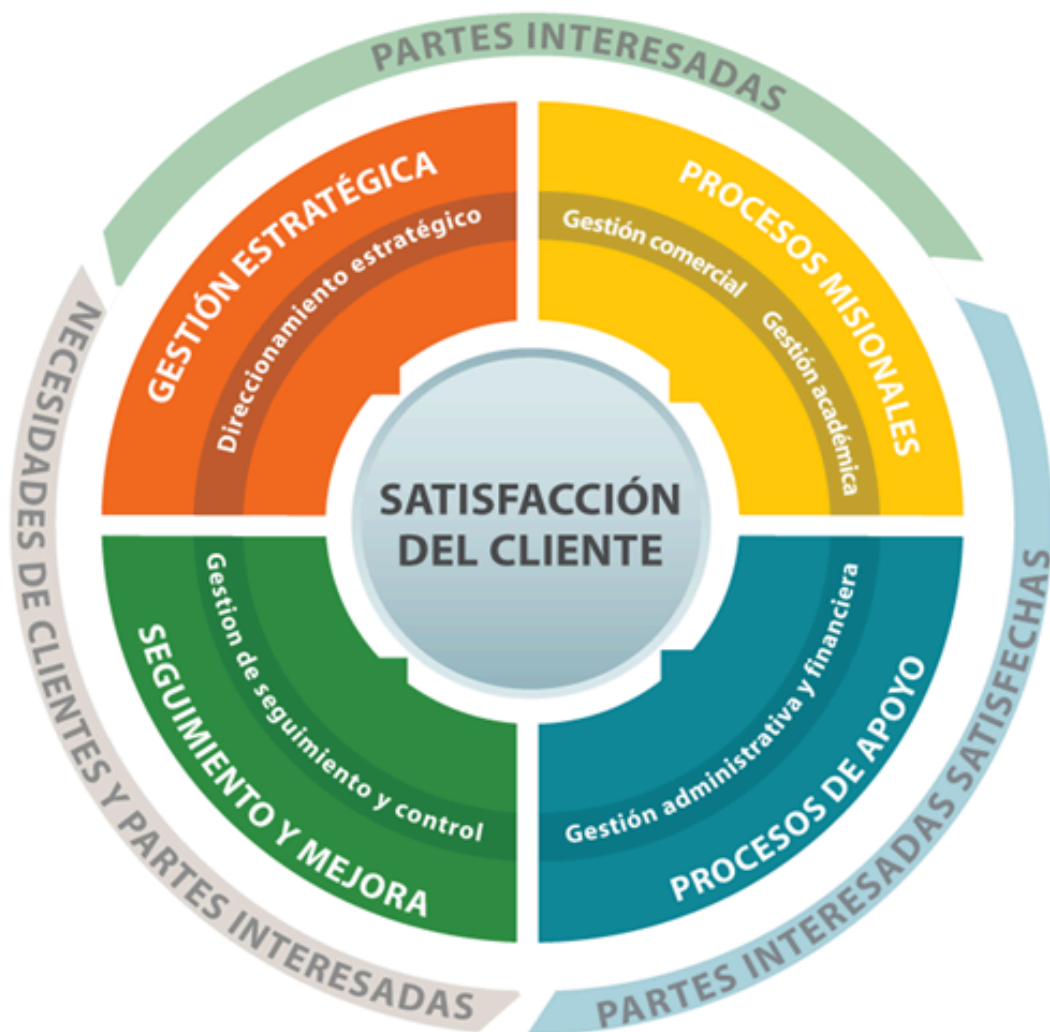 PARTES INTERESADAS
GESTIÓN ESTRATÉGICA
Direccionamiento estratégico
PROCESOS MISIONALES
Gestión comercial
Gestión académica
SATISFACCIÓN
DEL CLIENTE
SEGUIMIENTO Y MEJORA
Gestion de seguimiento y control
PROCESOS DE APOYO
Gestión administrativa y financiera
NECESIDADES DE CLIENTES Y PARTES INTERESADAS
PARTES INTERESADAS SATISFECHAS